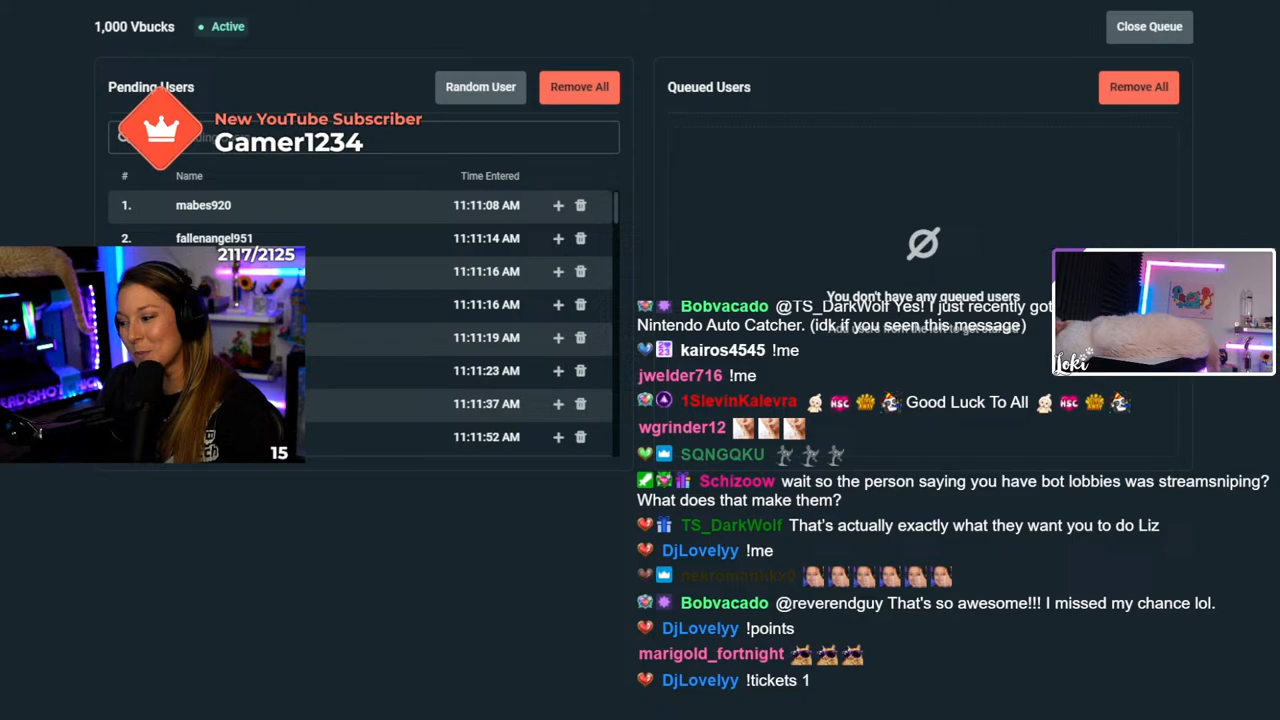 1,000 Vbucks
Active
Close Queue
Pending Users
Random User
Remove All
New YouTube Subscriber
Gamer1234
# Name Time Entered
1. mabes920 11:11:08 AM
2. fallenangel951 11:11:14 AM
11:11:16 AM
11:11:16 AM
11:11:19 AM
11:11:23 AM
11:11:37 AM
11:11:52 AM
2117/2125
15
Queued Users
Remove All
You don't have any queued users
Bobvacado @TS_DarkWolf Yes! I just recently got
Nintendo Auto Catcher. (idk if you seen this message)
kairos4545 !me
jwelder716 !me
1SlevinKalevra Good Luck To All
wgrinder12
SQNGQKU
Schizoow wait so the person saying you have bot lobbies was streamsniping?
What does that make them?
TS_DarkWolf That's actually exactly what they want you to do Liz
DjLovelyy !me
Bobvacado @reverendguy That's so awesome!!! I missed my chance lol.
DjLovelyy !points
marigold_fortnight
DjLovelyy !tickets 1
Loki